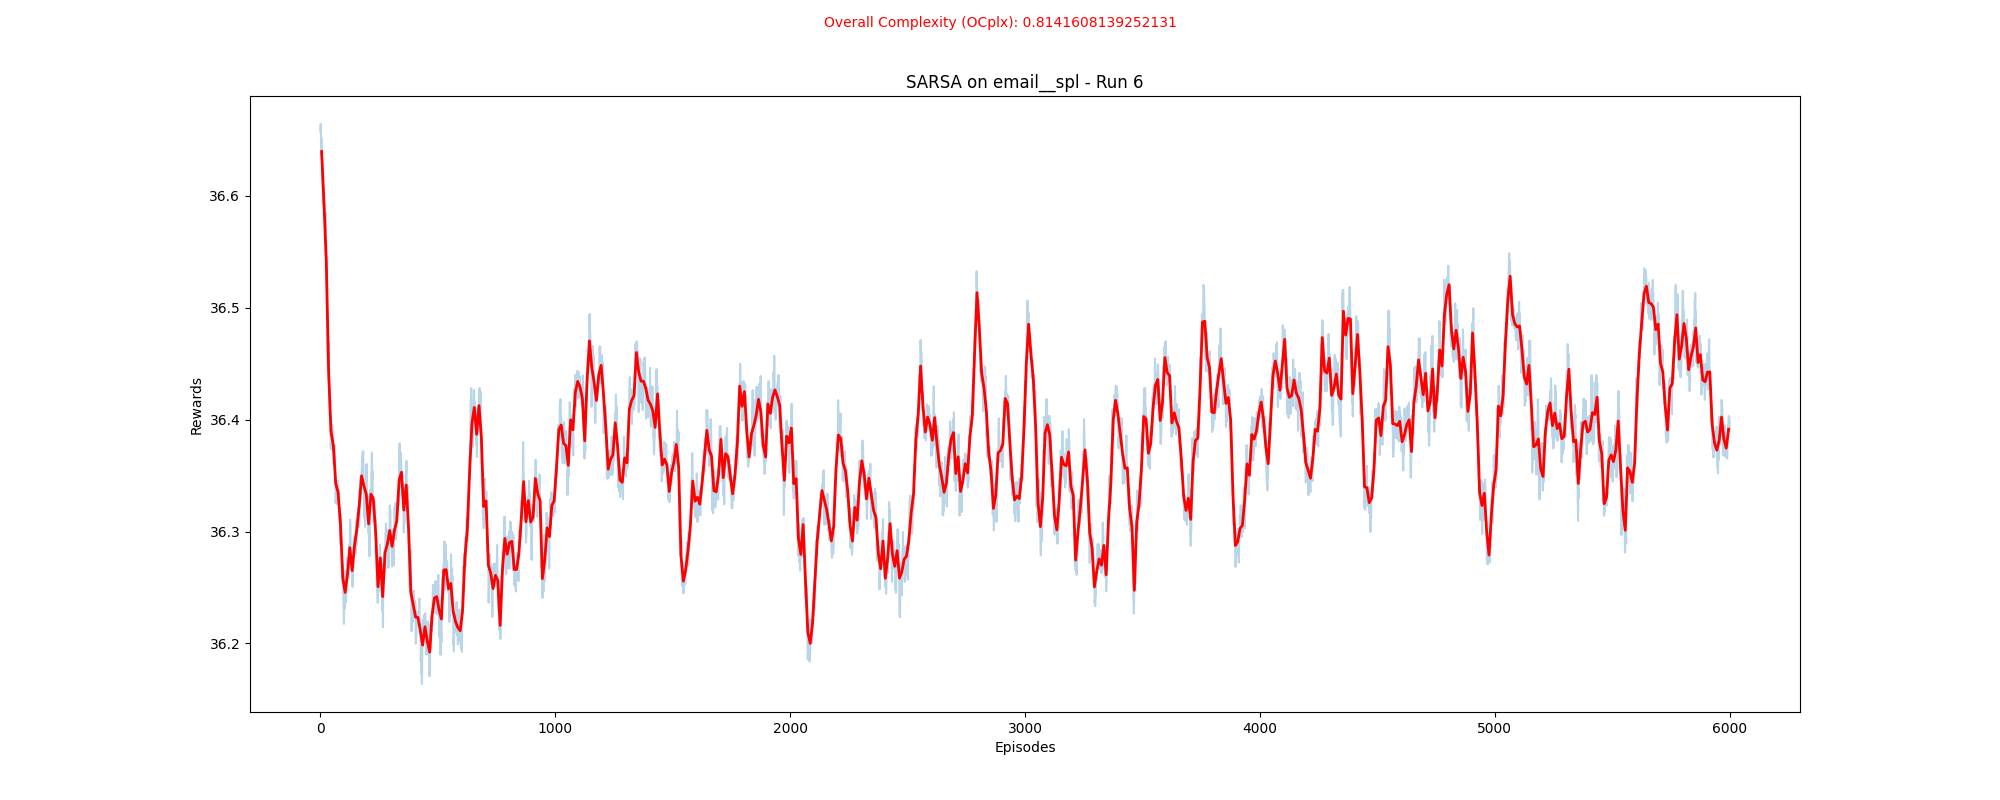 Overall Complexity (OCplx): 0.8141608139252131
SARSA on email__spl - Run 6
Rewards
36.6
36.5
36.4
36.3
36.2
0 1000 2000 3000 4000 5000 6000
Episodes